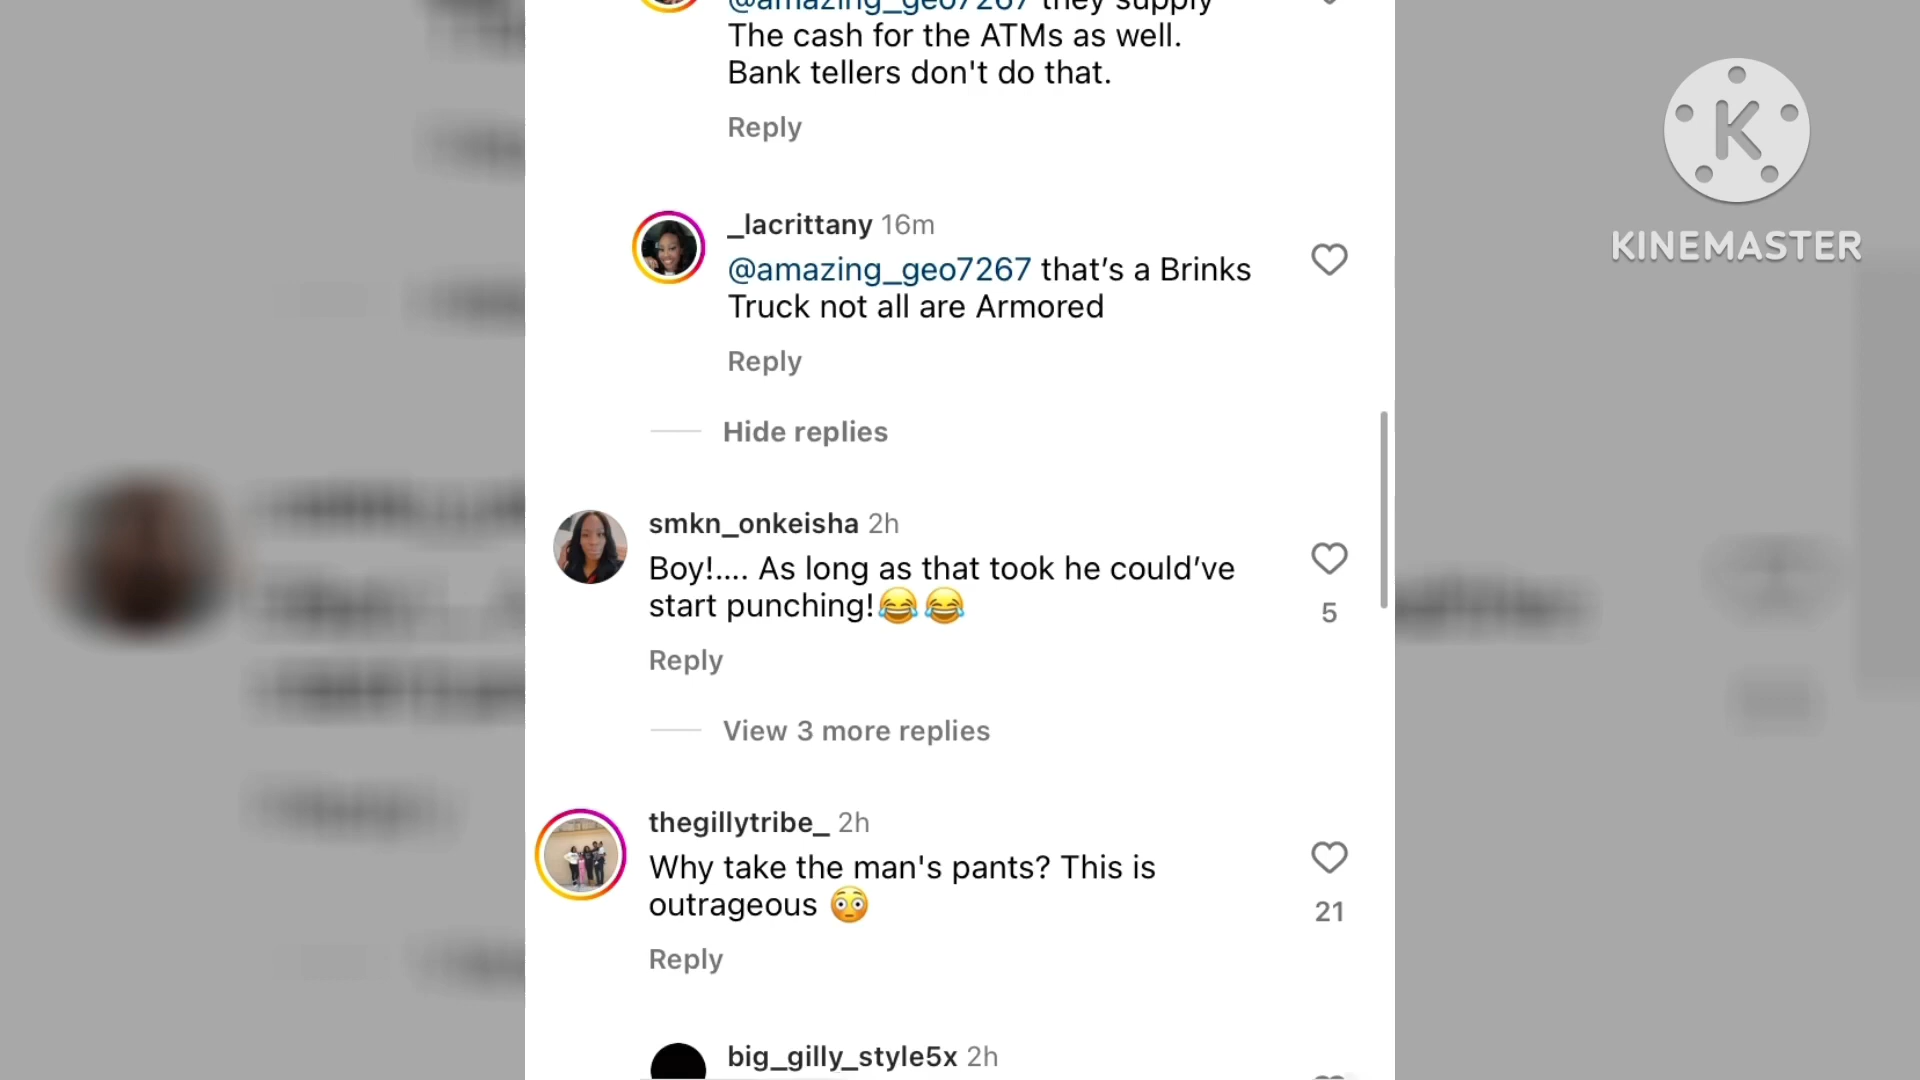 @amazing_geo7267 they supply
The cash for the ATMs as well.
Bank tellers don't do that.
Reply
_lacrittany 16m
@amazing_geo7267 that’s a Brinks
Truck not all are Armored
Reply
Hide replies
smkn_onkeisha 2h
Boy!.... As long as that took he could’ve
start punching!😂😂
5
Reply
View 3 more replies
thegillytribe_ 2h
Why take the man's pants? This is
outrageous 😳
21
Reply
big_gilly_style5x 2h
K
KINEMASTER